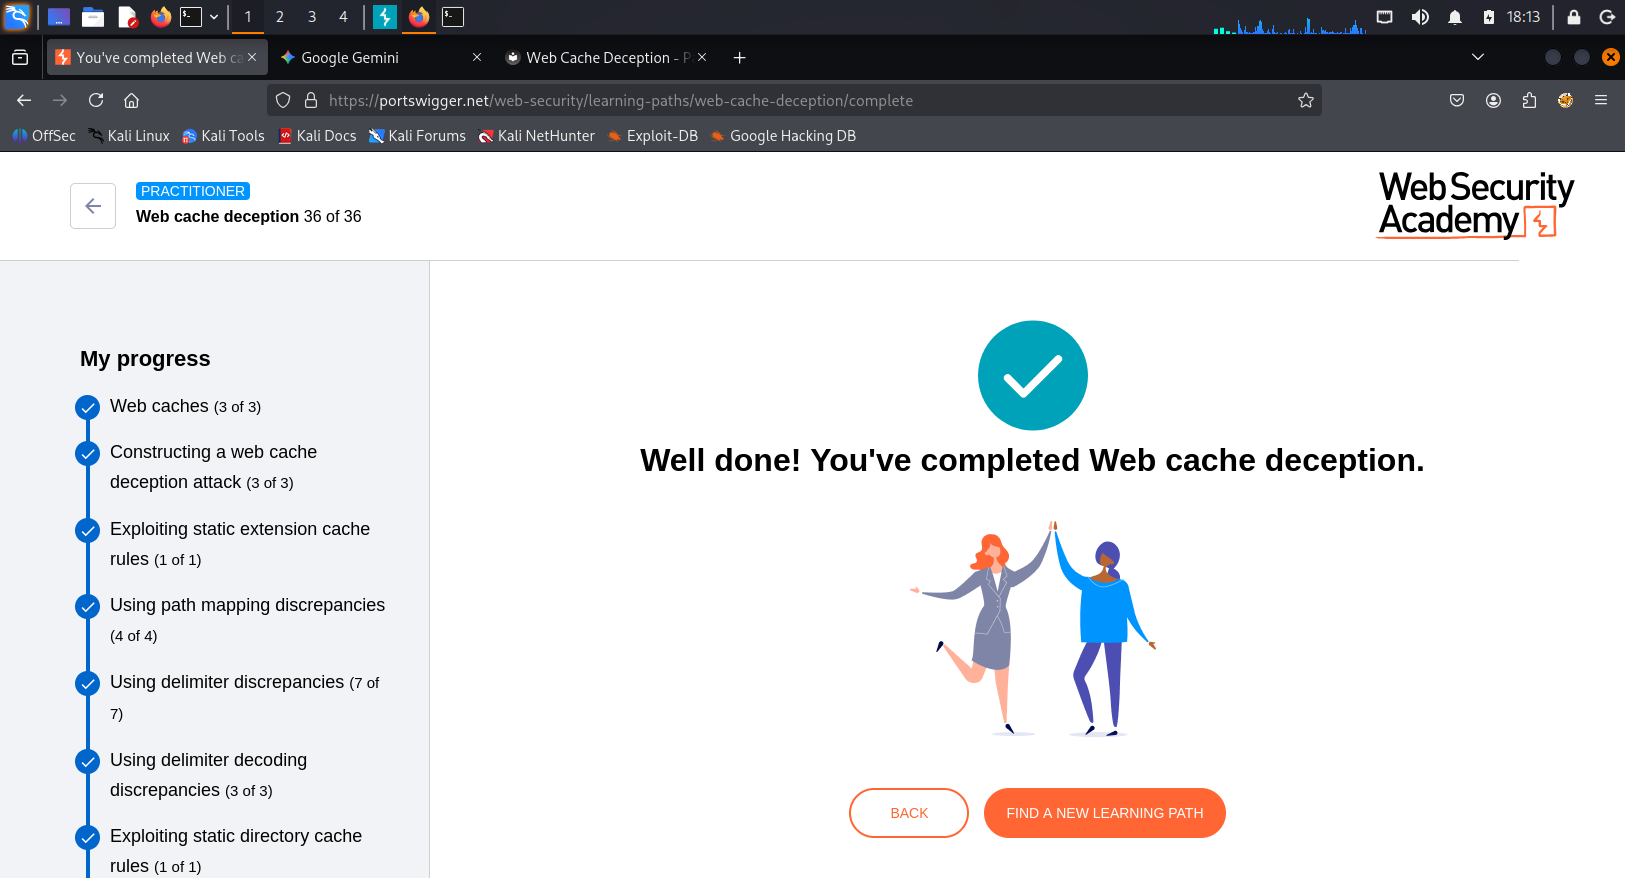 1 2 3 4 18:13
You've completed Web ca Google Gemini Web Cache Deception - P
https://portswigger.net/web-security/learning-paths/web-cache-deception/complete
OffSec Kali Linux Kali Tools Kali Docs Kali Forums Kali NetHunter Exploit-DB Google Hacking DB
PRACTITIONER
Web cache deception 36 of 36
Web Security
Academy
My progress
Web caches (3 of 3)
Constructing a web cache
deception attack (3 of 3)
Exploiting static extension cache
rules (1 of 1)
Using path mapping discrepancies
(4 of 4)
Using delimiter discrepancies (7 of
7)
Using delimiter decoding
discrepancies (3 of 3)
Exploiting static directory cache
rules (1 of 1)
Well done! You've completed Web cache deception.
BACK FIND A NEW LEARNING PATH